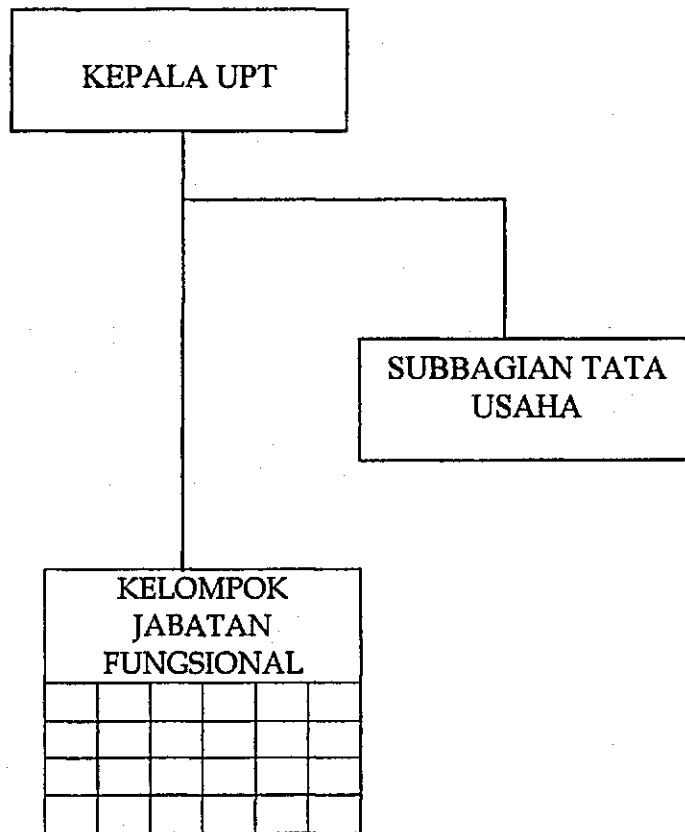 KEPALA UPT
SUBBAGIAN TATA
USAHA
KELOMPOK
JABATAN
FUNGSIONAL